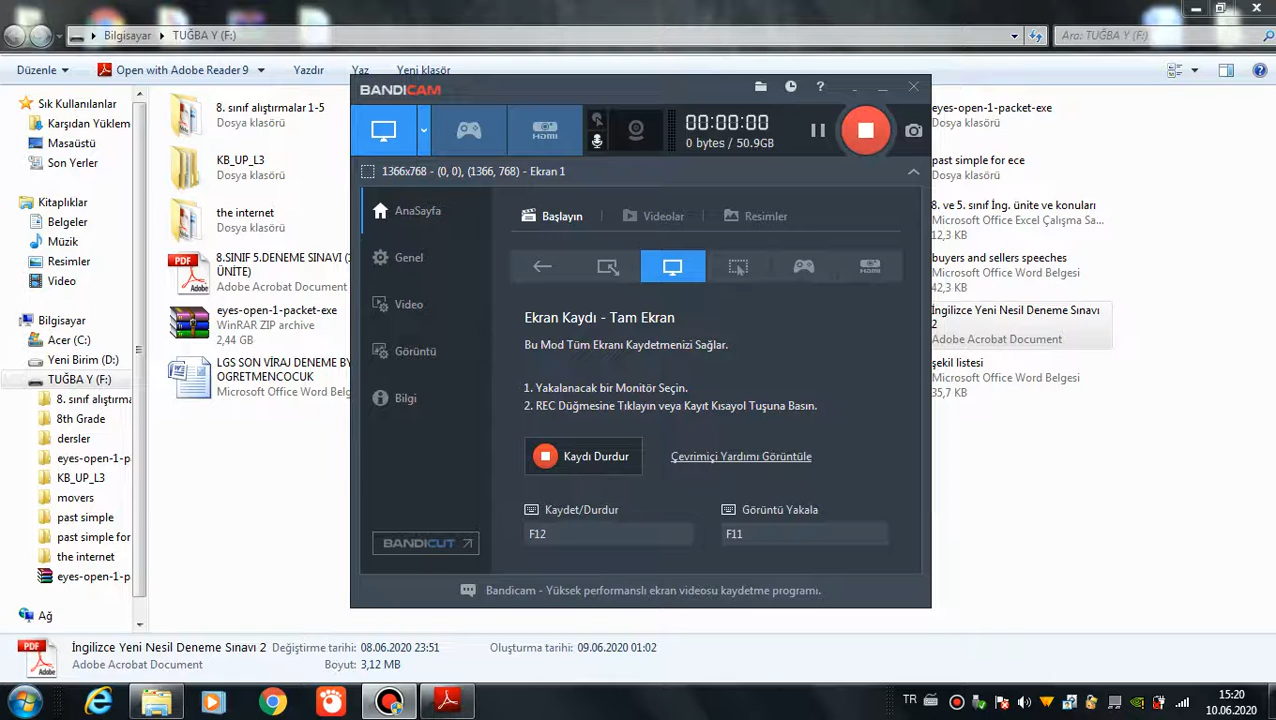 Bilgisayar
TUĞBA Y (F:)
Ara: TUĞBA Y (F:)
Düzenle
Open with Adobe Reader 9
Yazdır
Yaz
Yeni klasör
Sık Kullanılanlar
Karşıdan Yüklem
Masaüstü
Son Yerler
Kitaplıklar
Belgeler
Müzik
Resimler
Video
Bilgisayar
Acer (C:)
Yeni Birim (D:)
TUĞBA Y (F:)
8. sınıf alıştırma
8th Grade
dersler
eyes-open-1-p
KB_UP_L3
movers
past simple
past simple for
the internet
eyes-open-1-p
Ağ
8. sınıf alıştırmalar 1-5
Dosya klasörü
KB_UP_L3
Dosya klasörü
the internet
Dosya klasörü
8.SINIF 5.DENEME SINAVI (
ÜNİTE)
Adobe Acrobat Document
eyes-open-1-packet-exe
WinRAR ZIP archive
2,44 GB
LGS SON VİRAJ DENEME BY
OGRETMENCOCUK
Microsoft Office Word Belg
BANDICAM
?
HDMI
00:00:00
0 bytes / 50.9GB
1366x768 - (0, 0), (1366, 768) - Ekran 1
AnaSayfa
Genel
Video
Görüntü
Bilgi
BANDICUT
Başlayın
Videolar
Resimler
HDMI
Ekran Kaydı - Tam Ekran
Bu Mod Tüm Ekranı Kaydetmenizi Sağlar.
1. Yakalanacak bir Monitör Seçin.
2. REC Düğmesine Tıklayın veya Kayıt Kısayol Tuşuna Basın.
Kaydı Durdur
Çevrimiçi Yardımı Görüntüle
Kaydet/Durdur
Görüntü Yakala
F12
F11
Bandicam - Yüksek performanslı ekran videosu kaydetme programı.
eyes-open-1-packet-exe
Dosya klasörü
past simple for ece
Dosya klasörü
8. ve 5. sınıf İng. ünite ve konuları
Microsoft Office Excel Çalışma Sa...
12,3 KB
buyers and sellers speeches
Microsoft Office Word Belgesi
42,3 KB
İngilizce Yeni Nesil Deneme Sınavı
2
Adobe Acrobat Document
şekil listesi
Microsoft Office Word Belgesi
35,7 KB
PDF
İngilizce Yeni Nesil Deneme Sınavı 2
Değiştirme tarihi: 08.06.2020 23:51
Oluşturma tarihi: 09.06.2020 01:02
Adobe Acrobat Document
Boyut: 3,12 MB
TR
15:20
10.06.2020